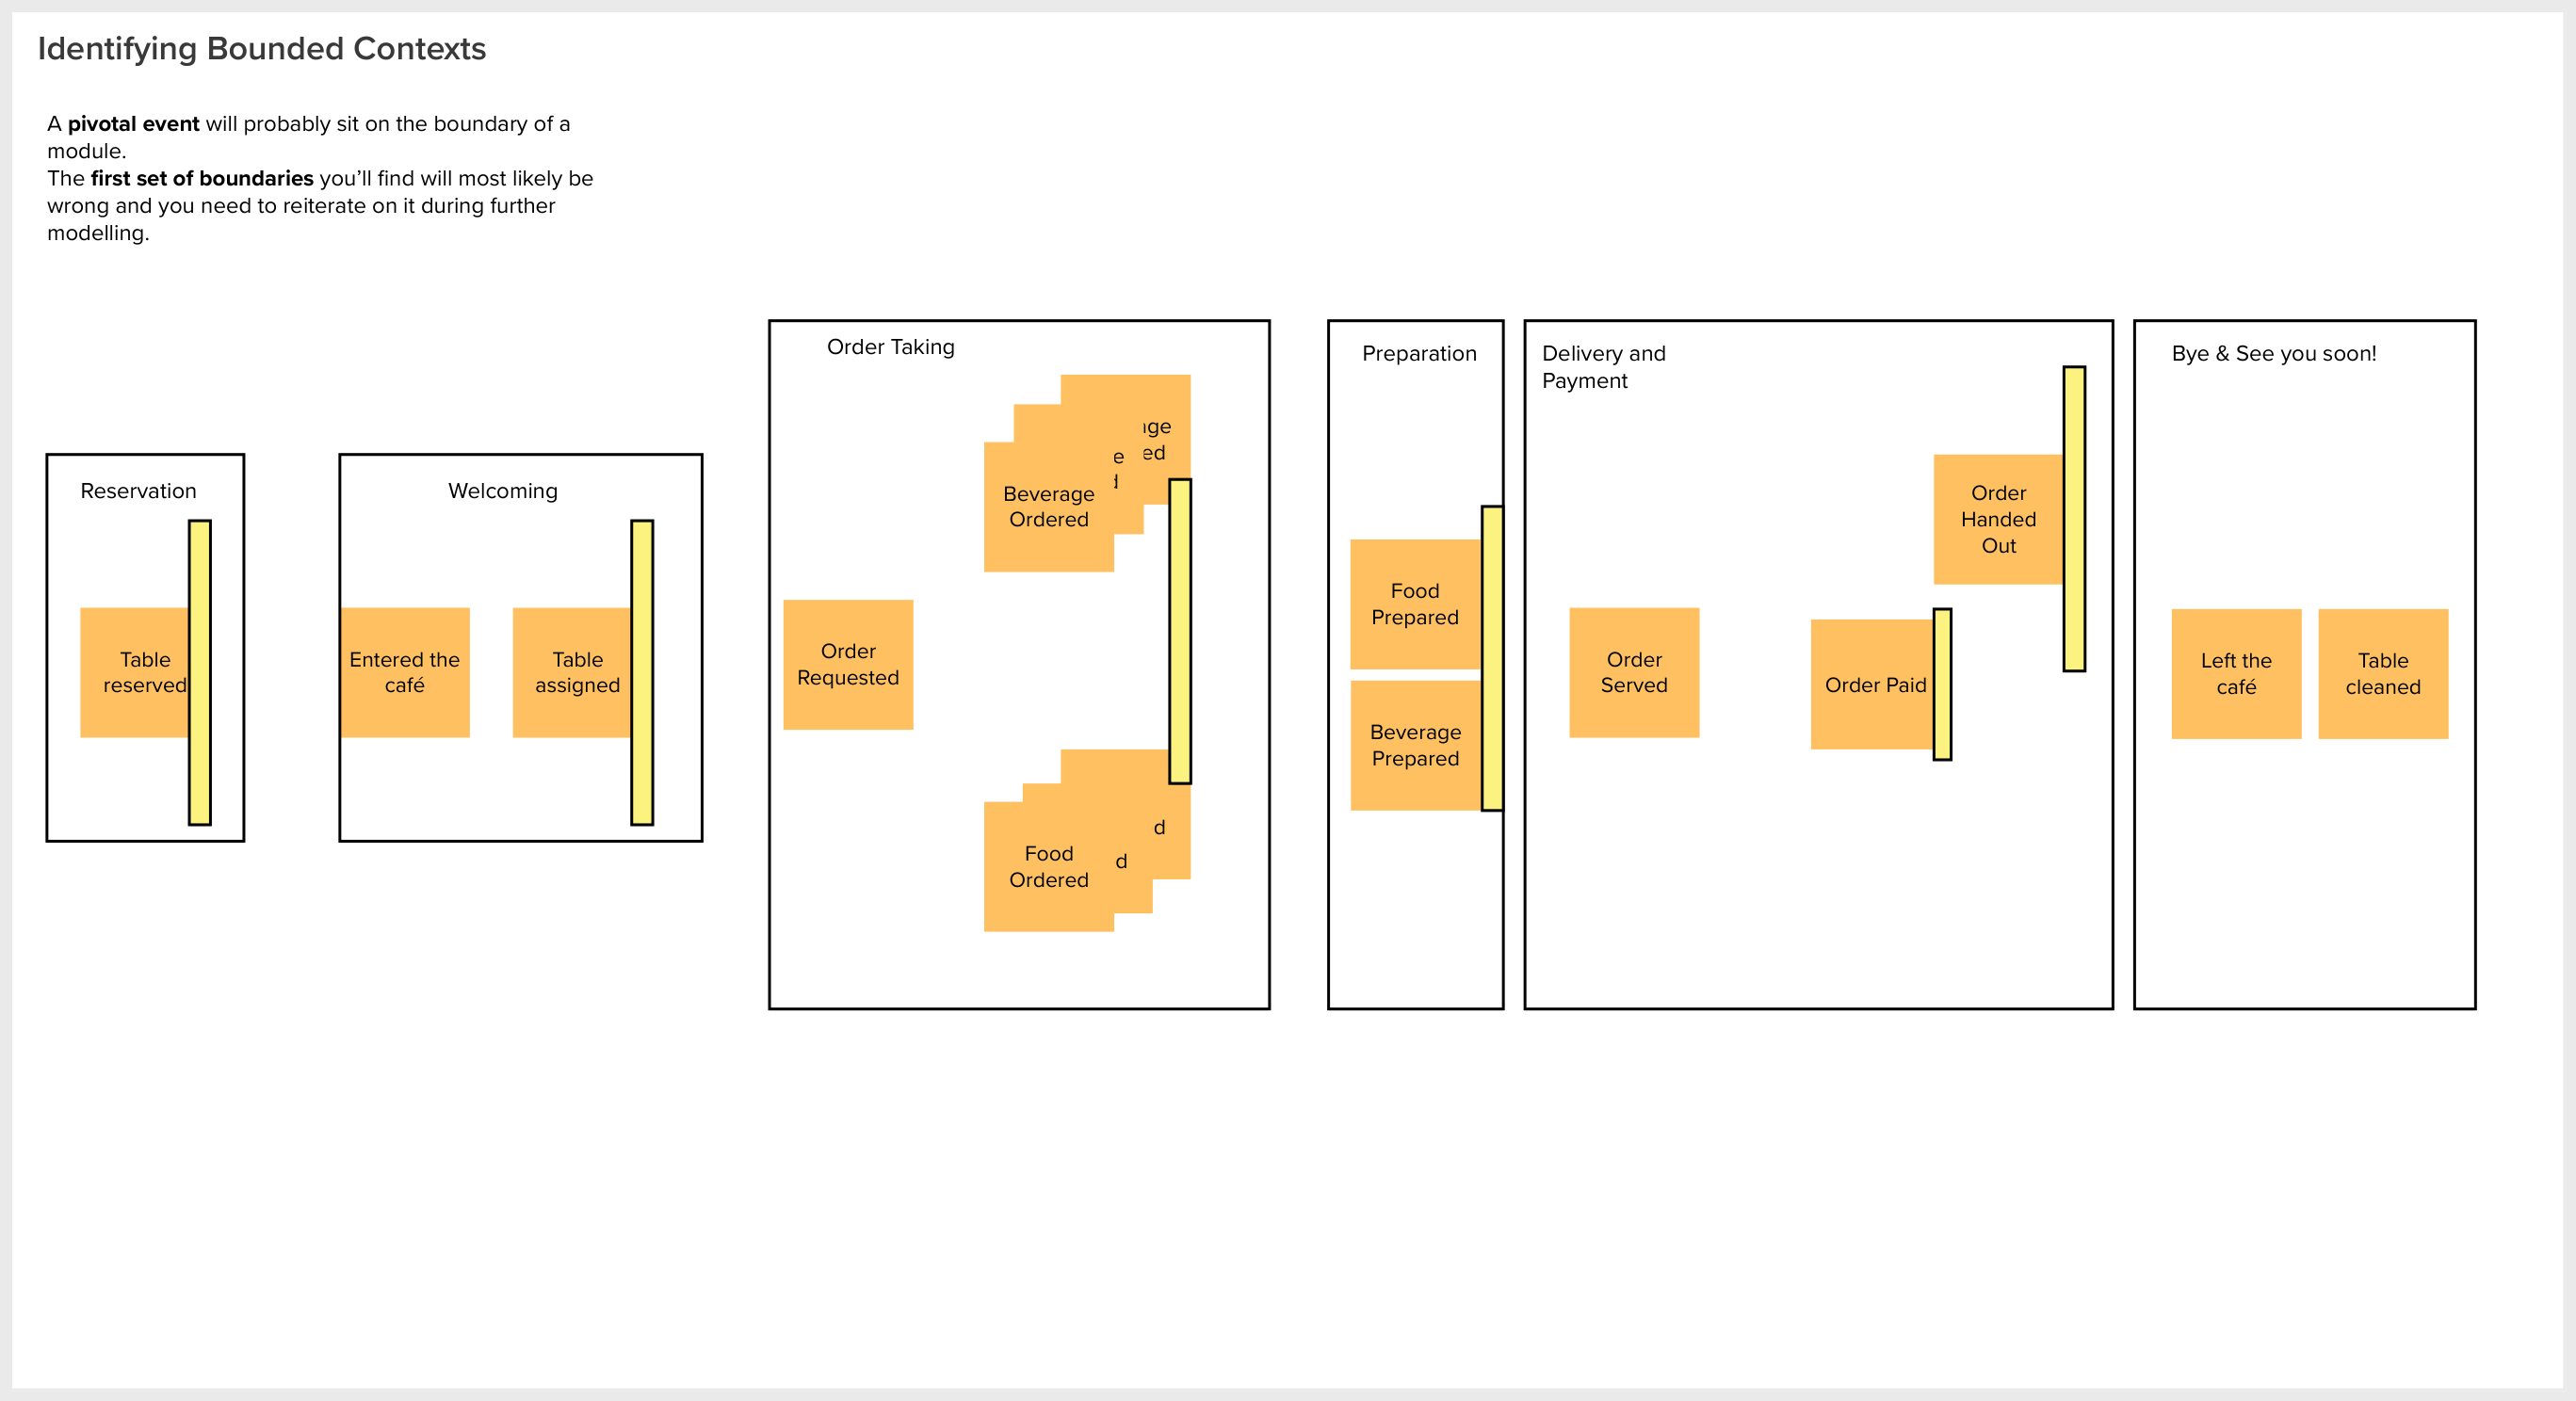 Identifying Bounded Contexts
A pivotal event will probably sit on the boundary of a
module.
The first set of boundaries you’ll find will most likely be
wrong and you need to reiterate on it during further
modelling.
Reservation
Table
reserved
Welcoming
Entered the
café
Table
assigned
Order Taking
Order
Requested
Beverage
Ordered
Food
Ordered
Preparation
Food
Prepared
Beverage
Prepared
Delivery and
Payment
Order
Served
Order Paid
Order
Handed
Out
Bye & See you soon!
Left the
café
Table
cleaned